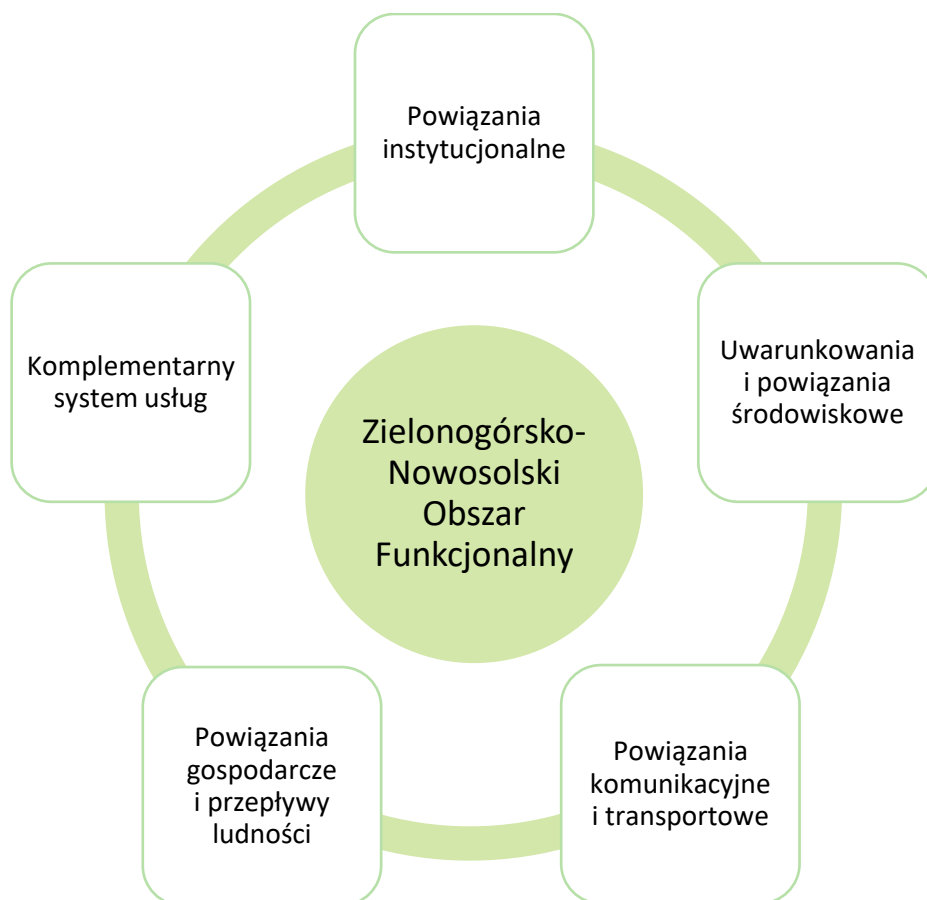 Powiązania
instytucjonalne
Uwarunkowania
i powiązania
środowiskowe
Komplementarny
system usług
Zielonogórsko-
Nowosolski
Obszar
Funkcjonalny
Powiązania
gospodarcze
i przepływy
ludności
Powiązania
komunikacyjne
i transportowe